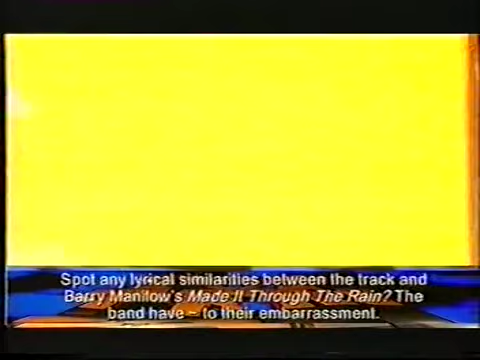 Spot any lyrical similarities between the track and
Barry Manilow's Made It Through The Rain? The
band have - to their embarrassment.